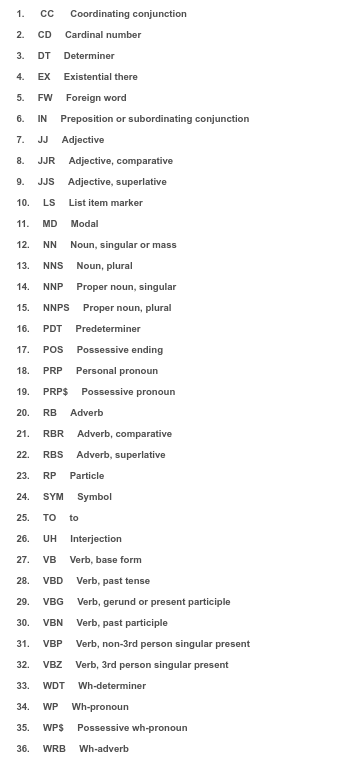 1. CC Coordinating conjunction
2. CD Cardinal number
3. DT Determiner
4. EX Existential there
5. FW Foreign word
6. IN Preposition or subordinating conjunction
7. JJ Adjective
8. JJR Adjective, comparative
9. JJS Adjective, superlative
10. LS List item marker
11. MD Modal
12. NN Noun, singular or mass
13. NNS Noun, plural
14. NNP Proper noun, singular
15. NNPS Proper noun, plural
16. PDT Predeterminer
17. POS Possessive ending
18. PRP Personal pronoun
19. PRP$ Possessive pronoun
20. RB Adverb
21. RBR Adverb, comparative
22. RBS Adverb, superlative
23. RP Particle
24. SYM Symbol
25. TO to
26. UH Interjection
27. VB Verb, base form
28. VBD Verb, past tense
29. VBG Verb, gerund or present participle
30. VBN Verb, past participle
31. VBP Verb, non-3rd person singular present
32. VBZ Verb, 3rd person singular present
33. WDT Wh-determiner
34. WP Wh-pronoun
35. WP$ Possessive wh-pronoun
36. WRB Wh-adverb